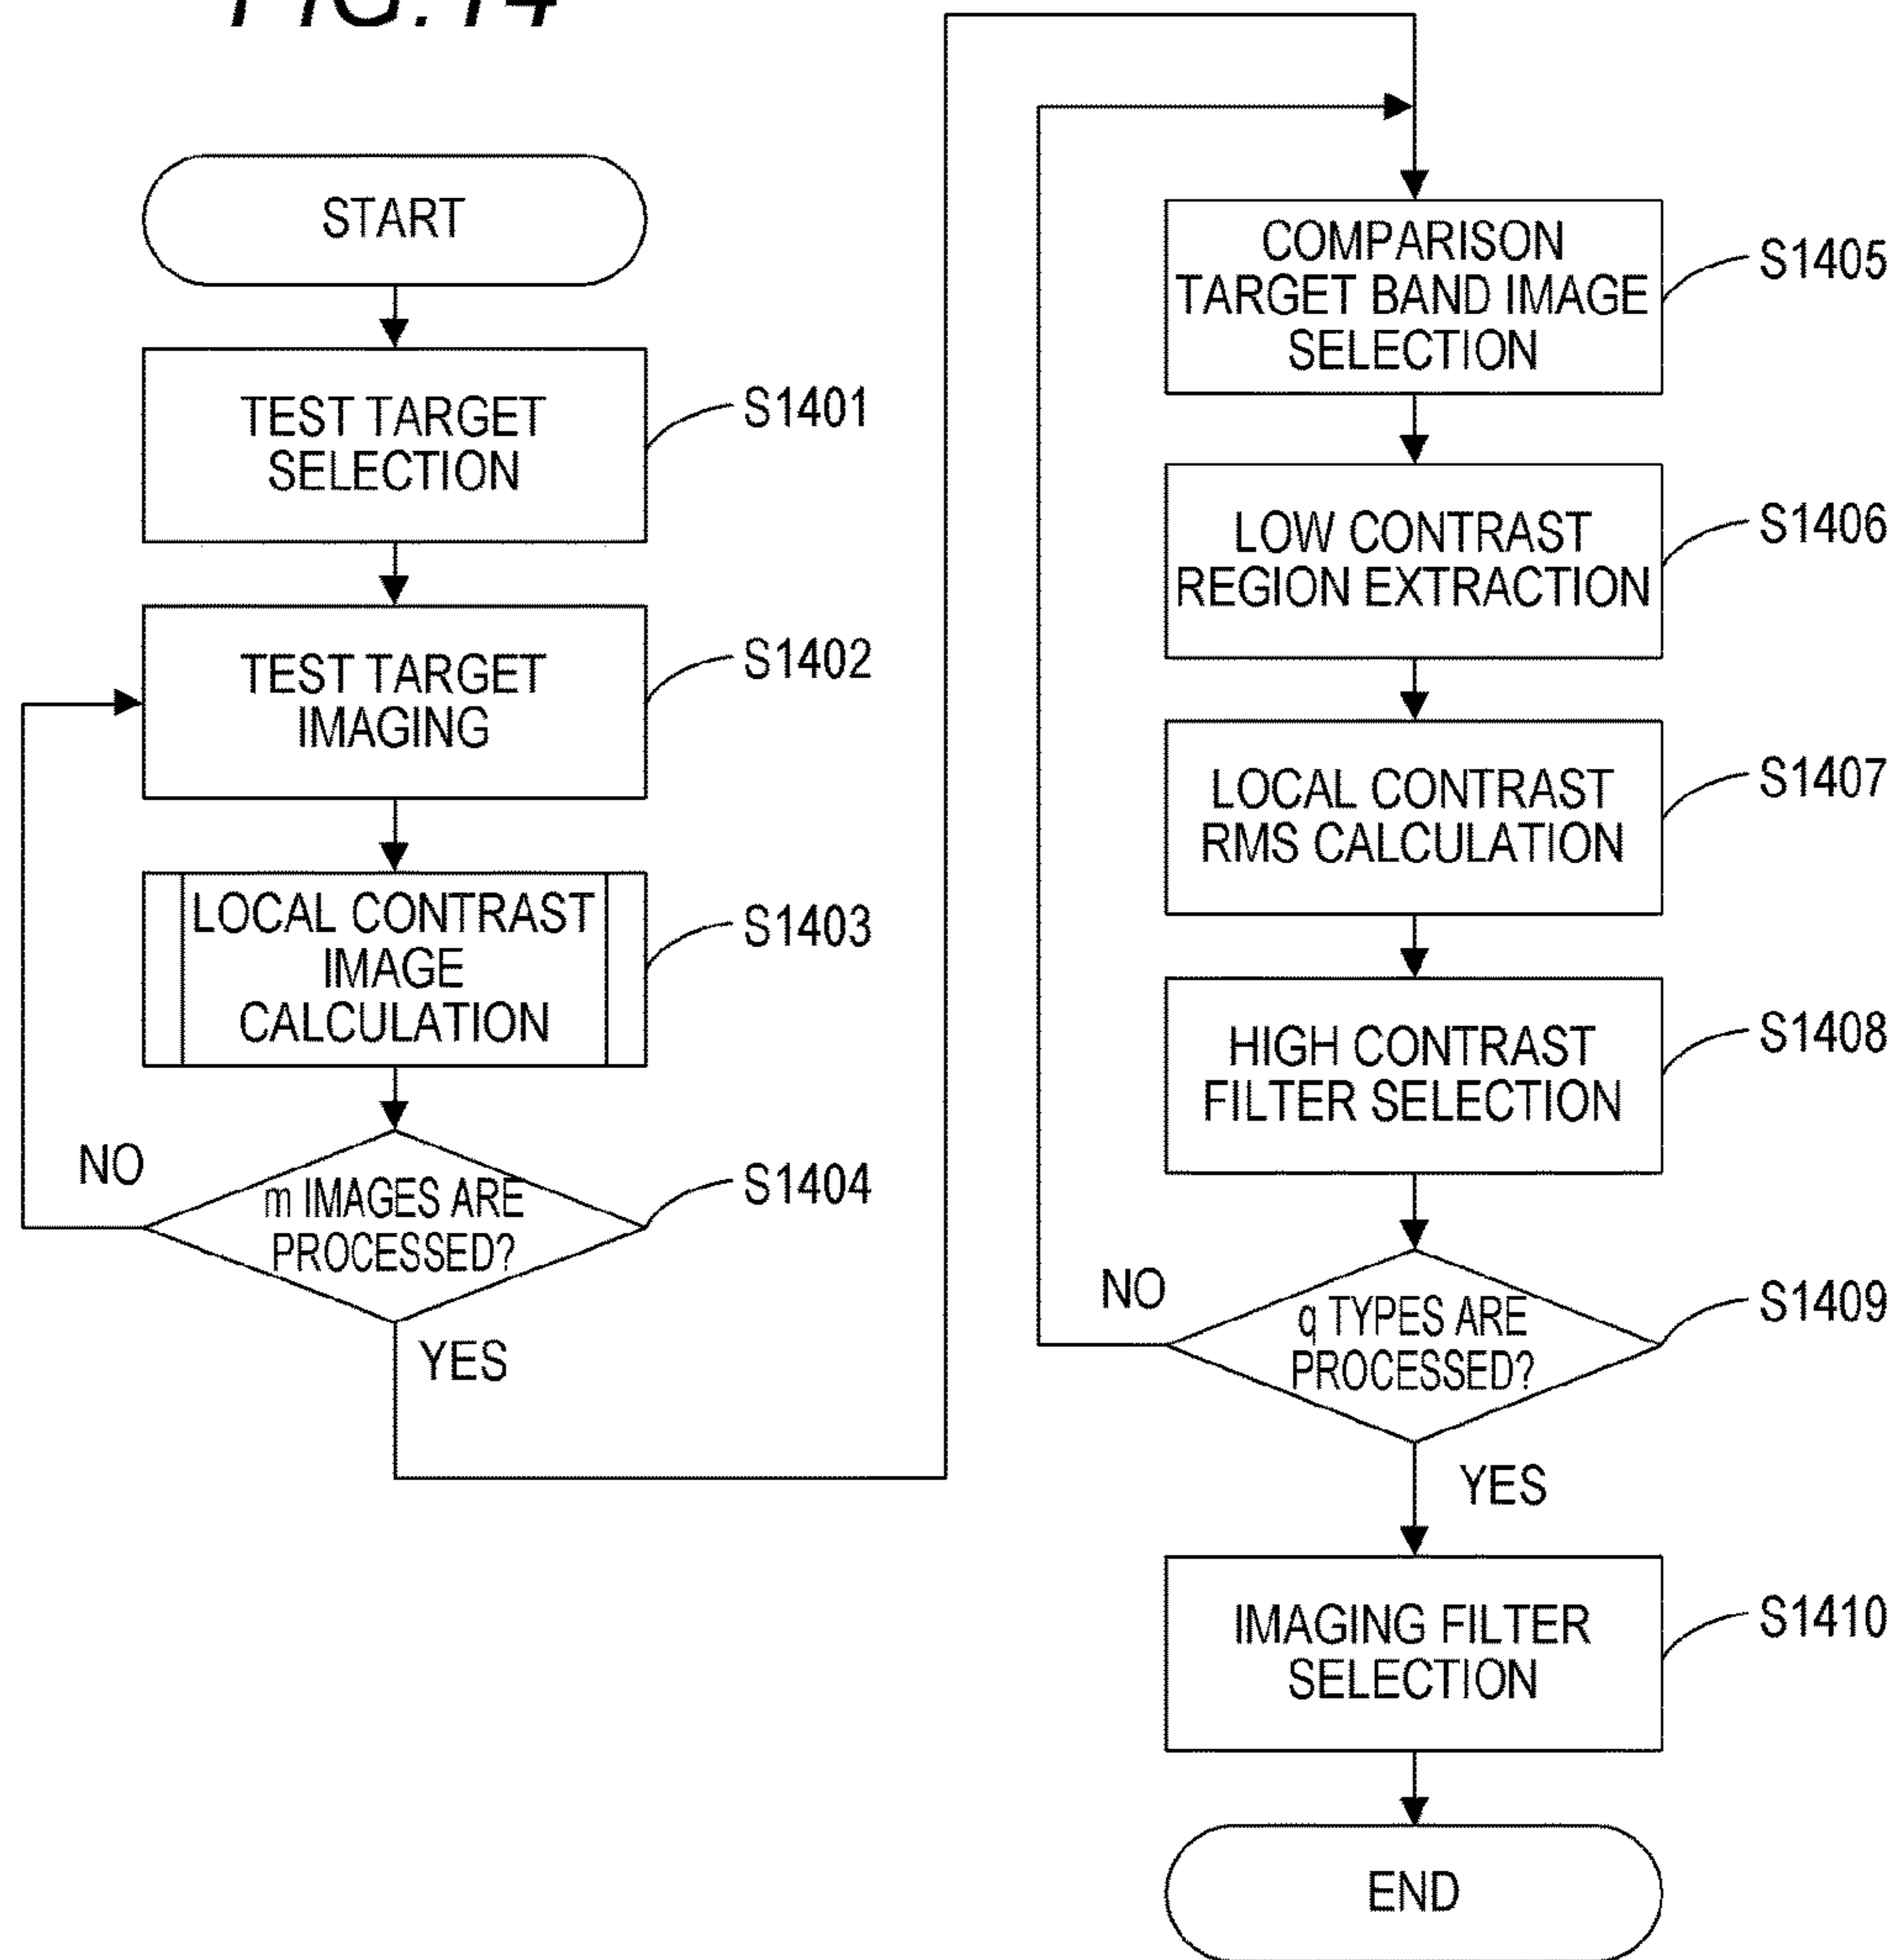 FIG. 14
START
TEST TARGET
SELECTION
S1401
TEST TARGET
IMAGING
S1402
LOCAL CONTRAST
IMAGE
CALCULATION
S1403
NO
m IMAGES ARE
PROCESSED?
S1404
YES
COMPARISON
TARGET BAND IMAGE
SELECTION
S1405
LOW CONTRAST
REGION EXTRACTION
S1406
LOCAL CONTRAST
RMS CALCULATION
S1407
HIGH CONTRAST
FILTER SELECTION
S1408
NO
q TYPES ARE
PROCESSED?
S1409
YES
IMAGING FILTER
SELECTION
S1410
END